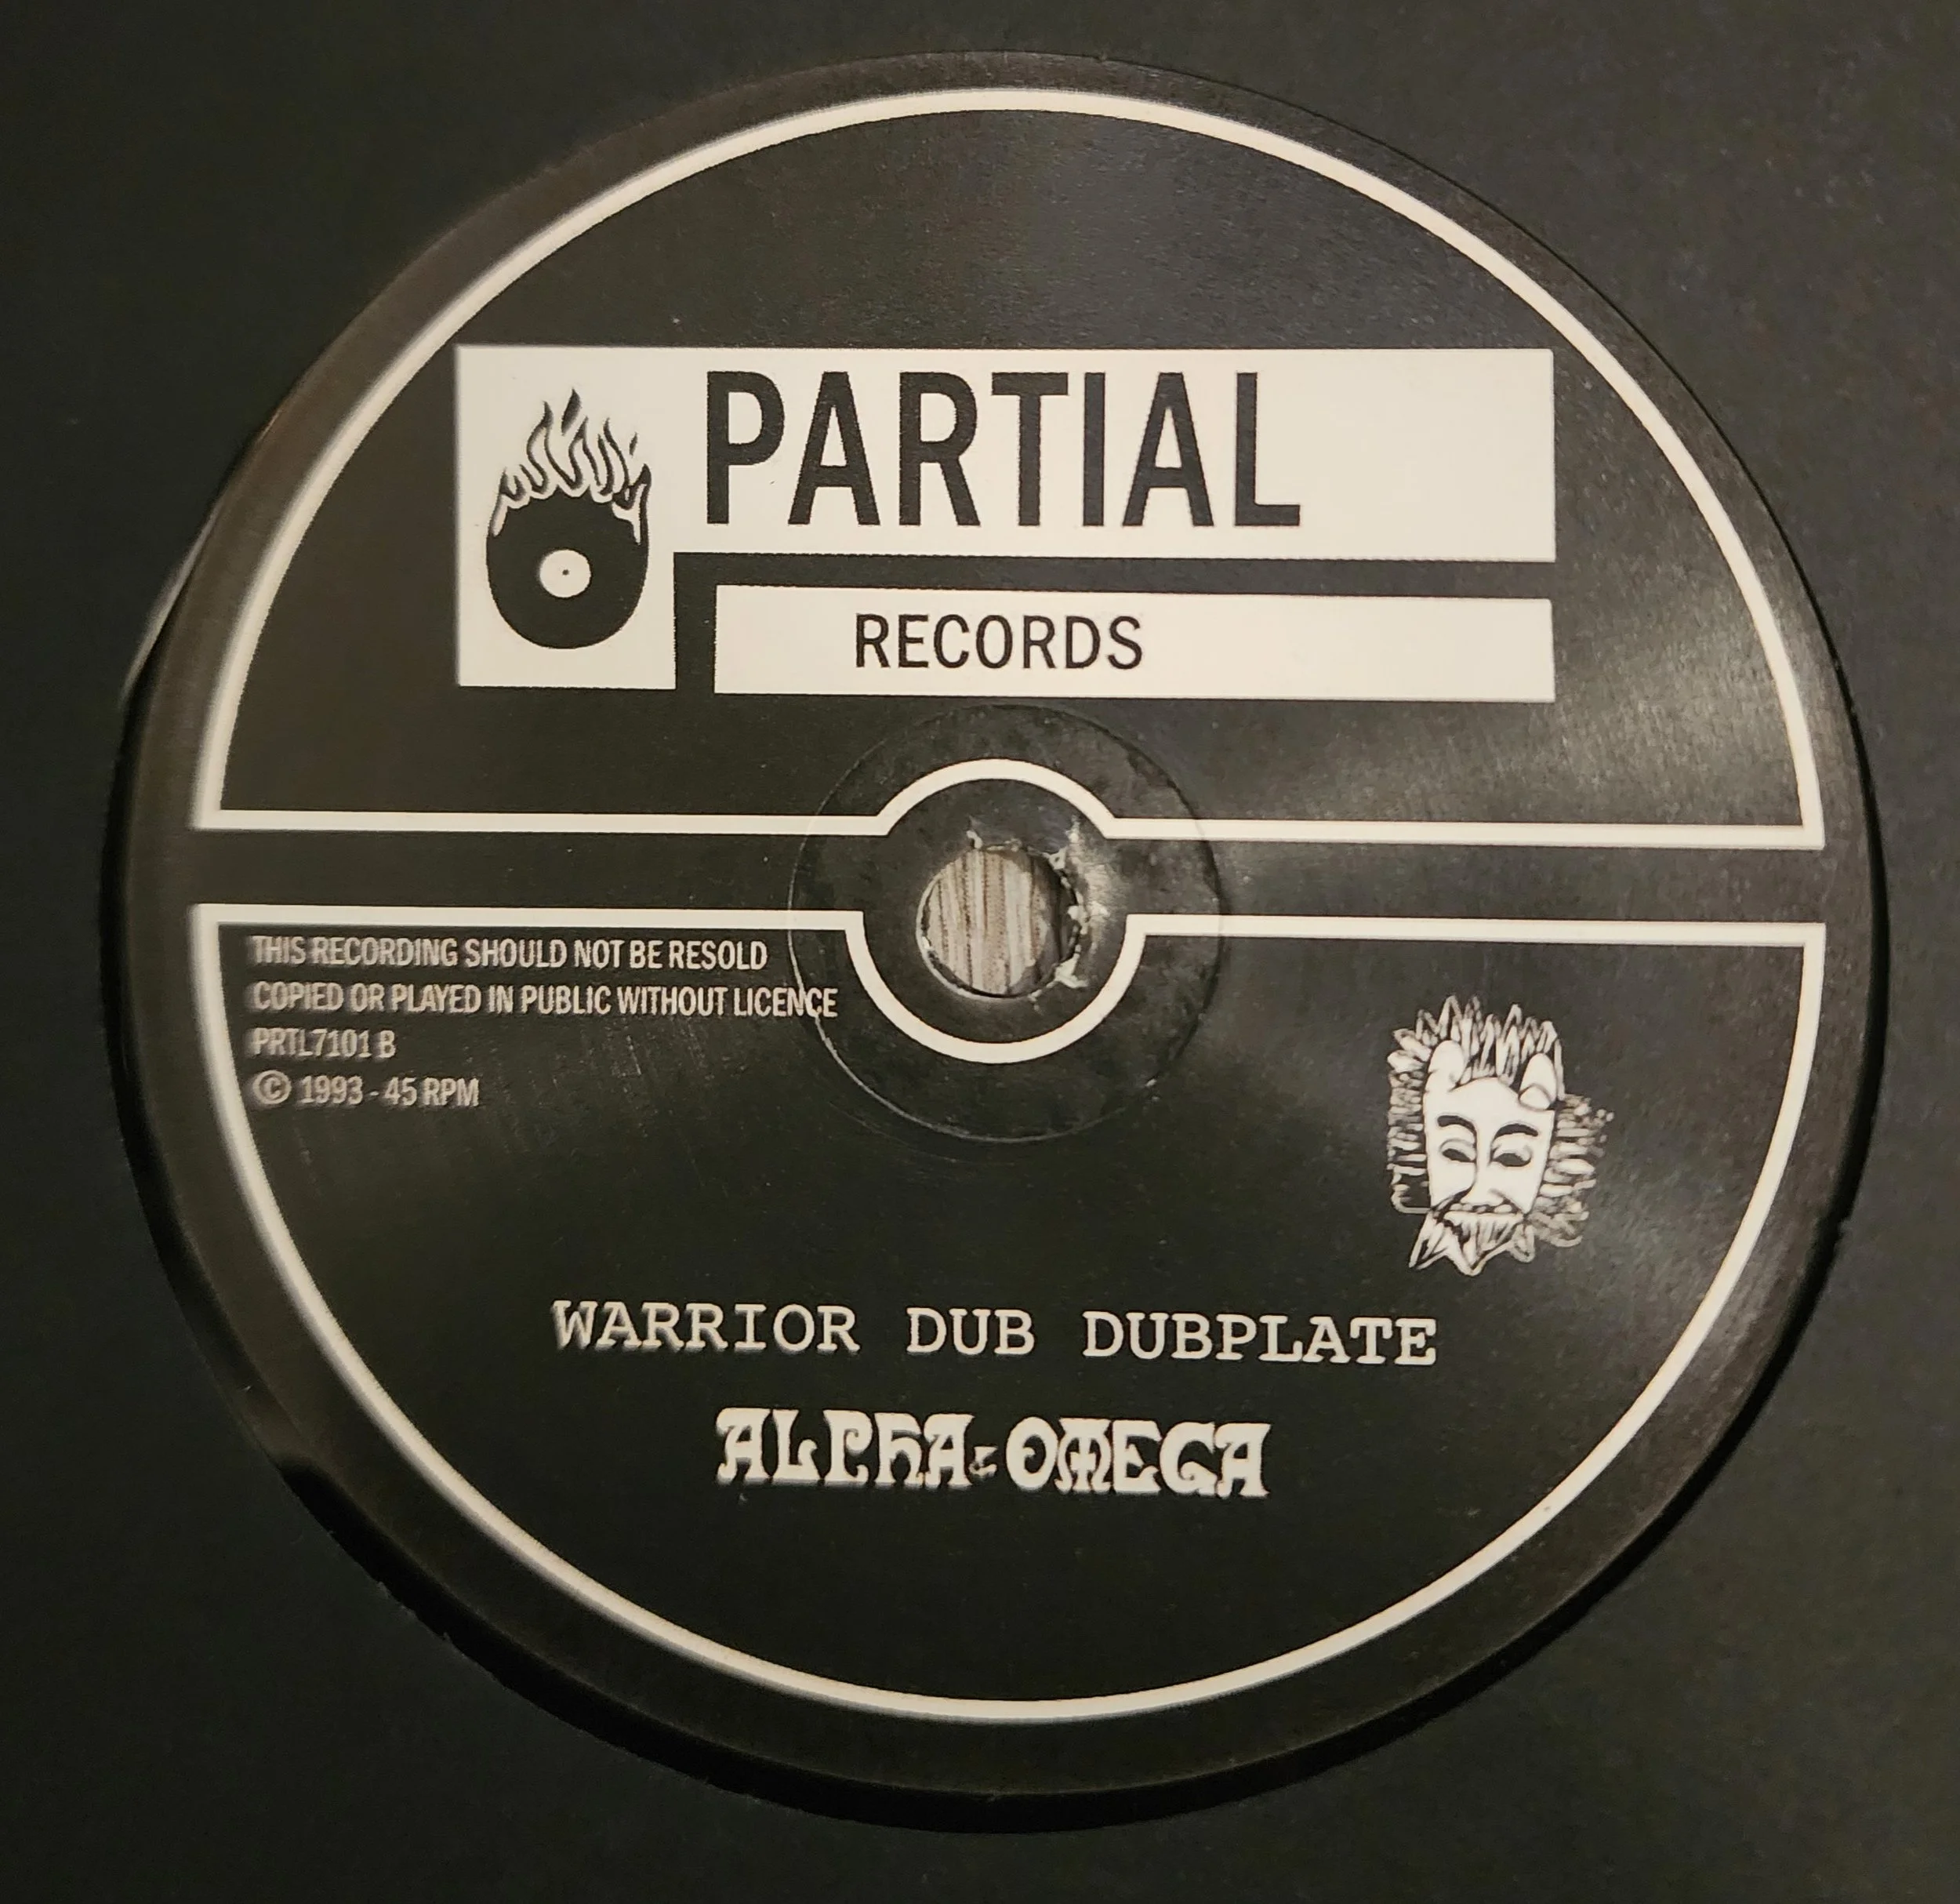 PARTIAL
RECORDS
THIS RECORDING SHOULD NOT BE RESOLD
COPIED OR PLAYED IN PUBLIC WITHOUT LICENCE
PRTL7101 B
© 1993 - 45 RPM
WARRIOR DUB DUBPLATE
ALPHA & OMEGA